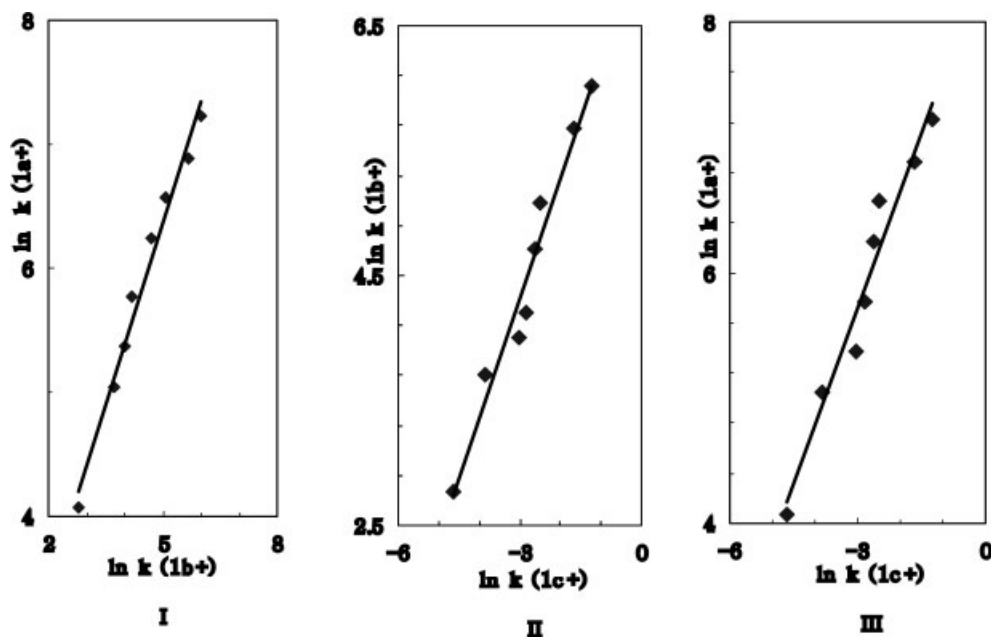 8
ln k (1a+)
6
4
2
5
8
ln k (1b+)
I
6.5
ln k (1b+)
4.5
2.5
-6
-3
0
ln k (1c+)
II
8
ln k (1a+)
6
4
-6
-3
0
ln k (1c+)
III